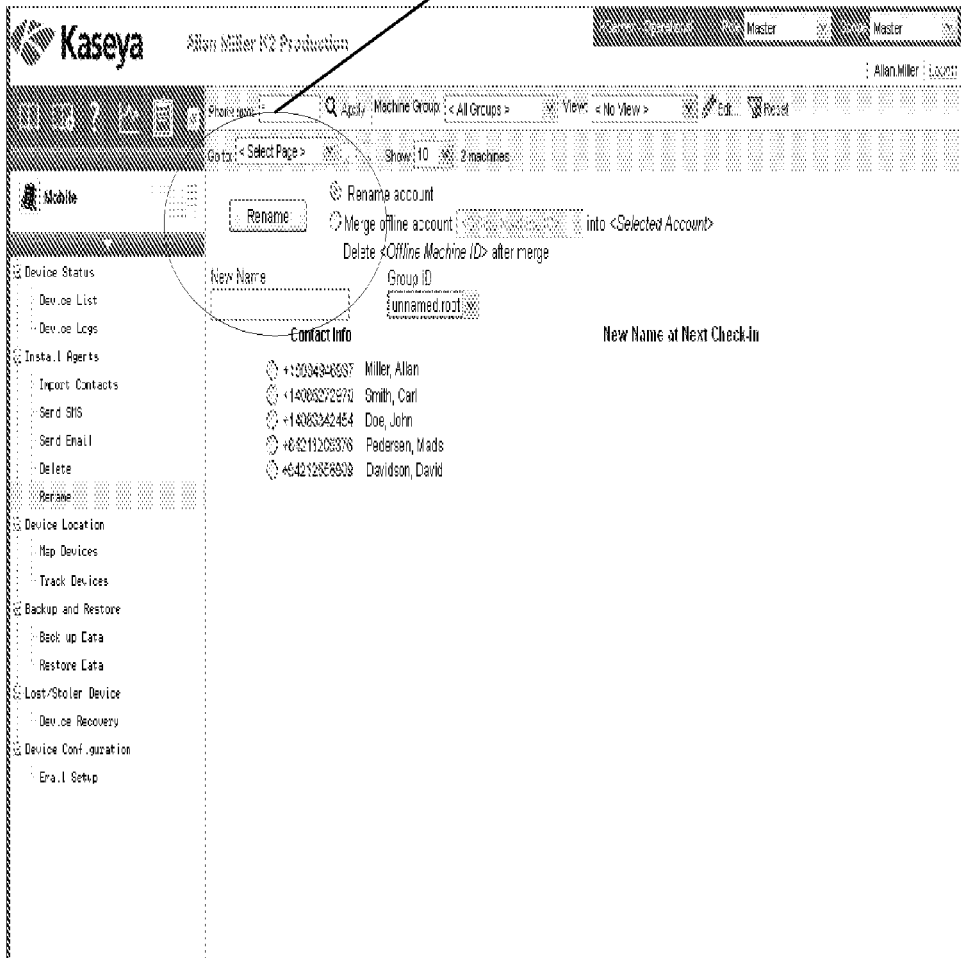 Kaseya
Allan Miller K2 Production
Master
Master
Allan.Miller
Apply
Machine Group:
< All Groups >
View:
< No View >
Edit...
Reset
Go to:
< Select Page >
Show
10
2 machines
Mobile
Rename
Rename account
Merge offline account
into <Selected Account>
Delete <Offline Machine ID> after merge
New Name
Group ID
unnamed.root
Contact Info
New Name at Next Check-in
Miller, Allan
Smith, Carl
Doe, John
Pedersen, Mads
Davidson, David
Device Status
Device List
Device Logs
Install Agents
Import Contacts
Send SMS
Send Email
Delete
Rename
Device Location
Map Devices
Track Devices
Backup and Restore
Back up Data
Restore Data
Lost/Stolen Device
Device Recovery
Device Configuration
Email Setup